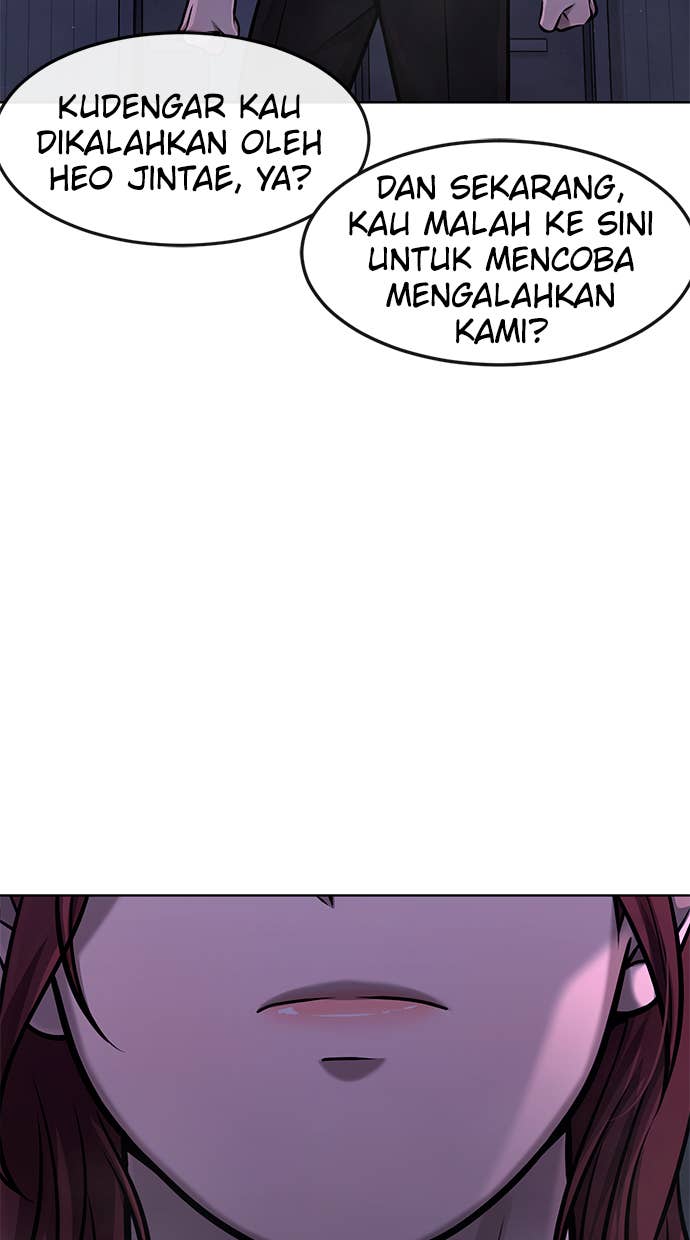 KUDENGAR KAU
DIKALAHKAN OLEH
HEO JINTAE, YA?
DAN SEKARANG,
KAU MALAH KE SINI
UNTUK MENCOBA
MENGALAHKAN
KAMI?